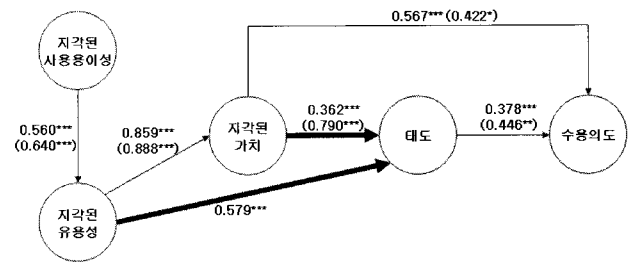 0.567*** (0.422*)
지각된
사용용이성
0.560***
(0.640***)
0.859***
(0.888***)
지각된
가치
0.362***
(0.790***)
태도
0.378***
(0.446**)
수용의도
지각된
유용성
0.579***